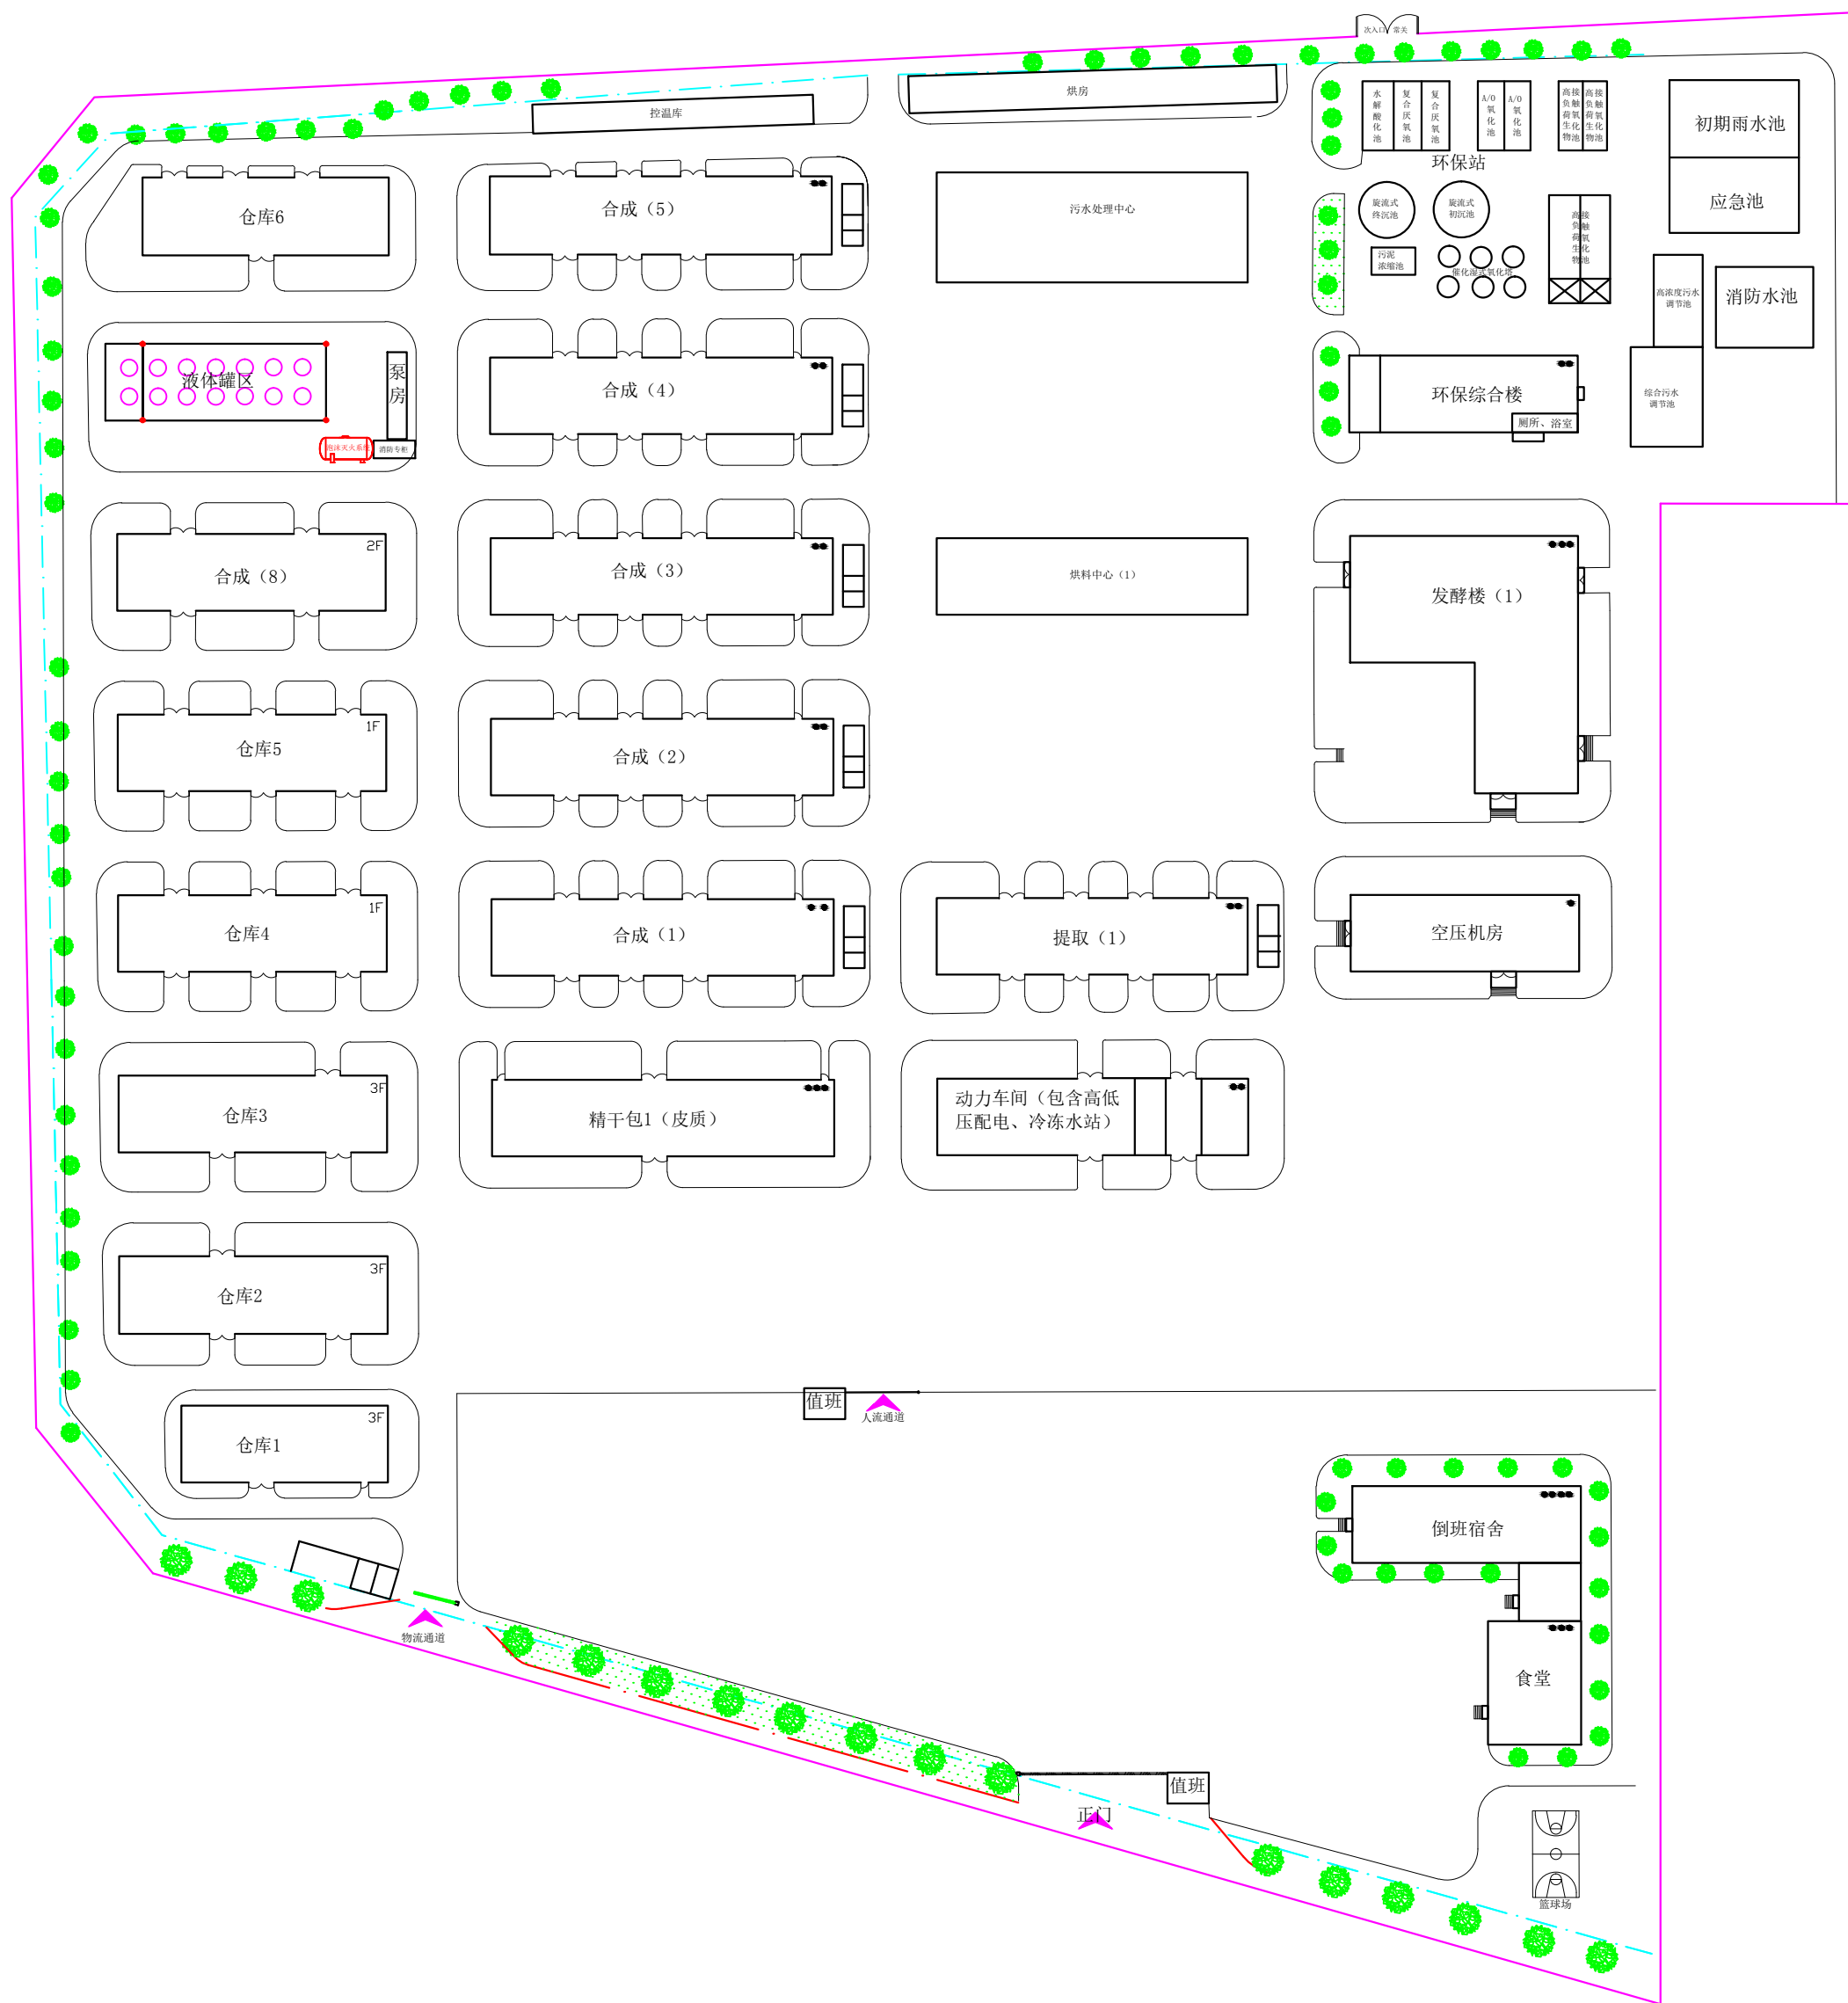 次入口 常关
控温库
烘房
水解酸化池
复合厌氧池
复合厌氧池
A/O氧化池
A/O氧化池
高负荷生物
接触氧化池
高负荷生物
接触氧化池
初期雨水池
环保站
应急池
仓库6
合成（5）
污水处理中心
旋流式
终沉池
旋流式
初沉池
高负荷生物
接触氧化池
污泥
浓缩池
催化湿式氧化塔
高浓度污水
调节池
消防水池
液体罐区
泵房
合成（4）
环保综合楼
综合污水
调节池
厕所、浴室
泡沫灭火系统
消防专柜
2F
合成（8）
合成（3）
烘料中心（1）
发酵楼（1）
1F
仓库5
合成（2）
1F
仓库4
合成（1）
提取（1）
空压机房
3F
仓库3
精干包1（皮质）
动力车间（包含高低
压配电、冷冻水站）
3F
仓库2
值班
人流通道
3F
仓库1
倒班宿舍
物流通道
食堂
值班
正门
篮球场